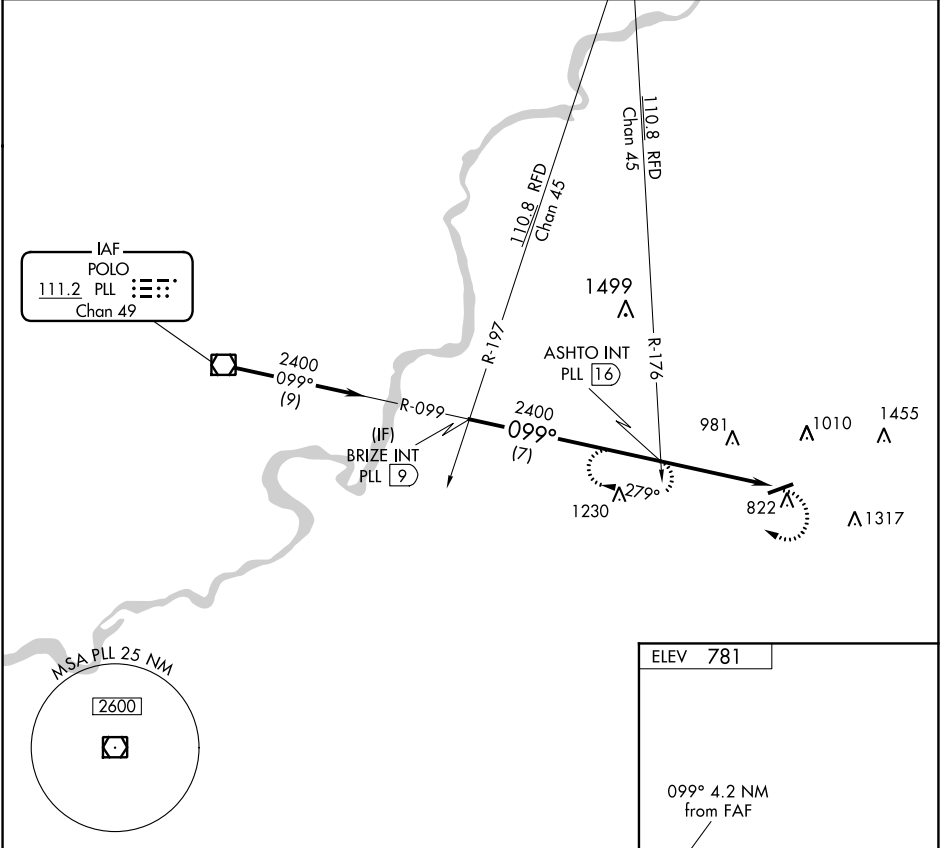 110.8 RFD
Chan 45
110.8 RFD
Chan 45
IAF
POLO
111.2 PLL
Chan 49
1499
R-197
R-176
ASHTO INT
PLL 16
2400
099°
(9)
R-099
2400
099°
(7)
(IF)
BRIZE INT
PLL 9
981
1010
1455
279°
1230
822
1317
MSA PLL 25 NM
2600
ELEV 781
099° 4.2 NM
from FAF